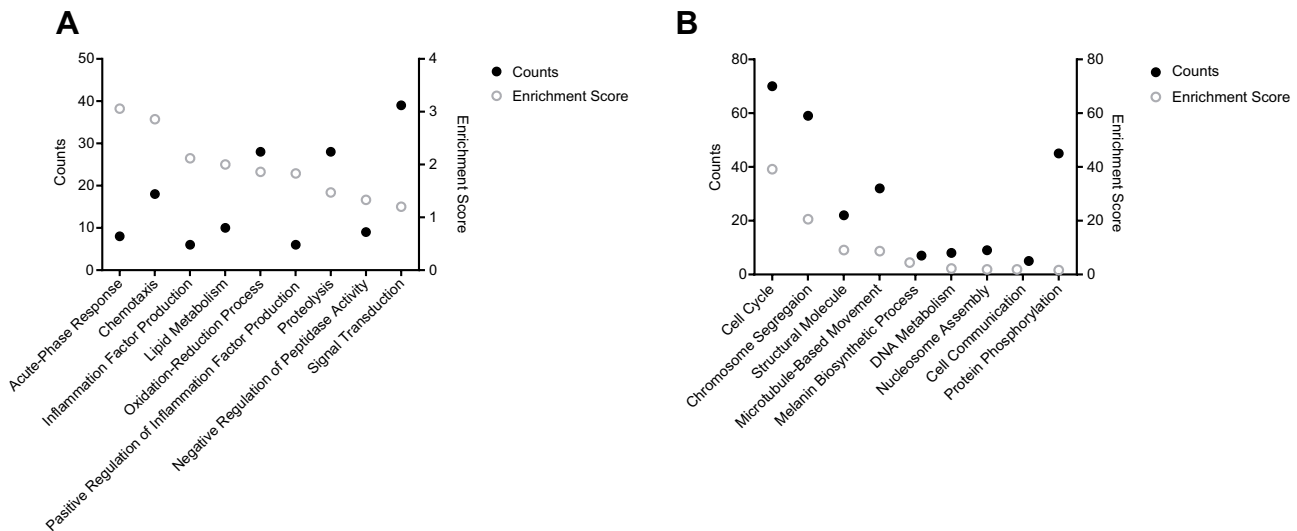 A
Counts
50
40
30
20
10
0
Enrichment Score
4
3
2
1
0
Counts
Enrichment Score
Acute-Phase Response
Chemotaxis
Inflammation Factor Production
Lipid Metabolism
Oxidation-Reduction Process
Pasitive Regulation of Inflammation Factor Production
Proteolysis
Negative Regulation of Peptidase Activity
Signal Transduction
B
Counts
80
60
40
20
0
Enrichment Score
80
60
40
20
0
Counts
Enrichment Score
Cell Cycle
Chromosome Segregaion
Structural Molecule
Microtubule-Based Movement
Melanin Biosynthetic Process
DNA Metabolism
Nucleosome Assembly
Cell Communication
Protein Phosphorylation